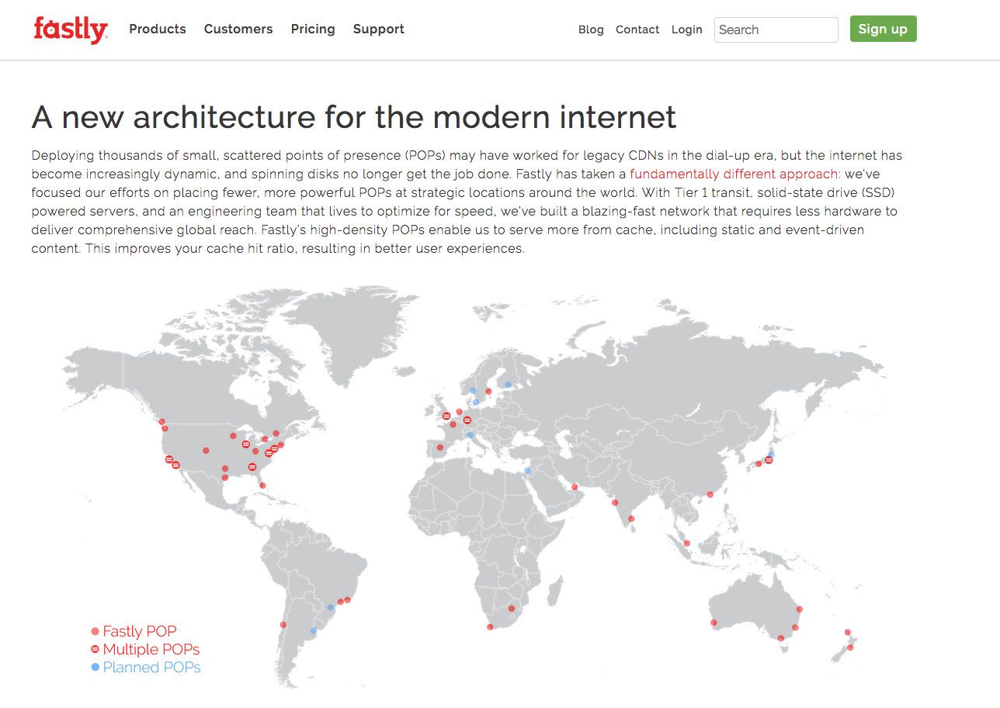 fastly
Products Customers Pricing Support
Blog Contact Login Search Sign up
A new architecture for the modern internet
Deploying thousands of small, scattered points of presence (POPs) may have worked for legacy CDNs in the dial-up era, but the internet has
become increasingly dynamic, and spinning disks no longer get the job done. Fastly has taken a fundamentally different approach: we've
focused our efforts on placing fewer, more powerful POPs at strategic locations around the world. With Tier 1 transit, solid-state drive (SSD)
powered servers, and an engineering team that lives to optimize for speed, we've built a blazing-fast network that requires less hardware to
deliver comprehensive global reach. Fastly's high-density POPs enable us to serve more from cache, including static and event-driven
content. This improves your cache hit ratio, resulting in better user experiences.
Fastly POP
Multiple POPs
Planned POPs